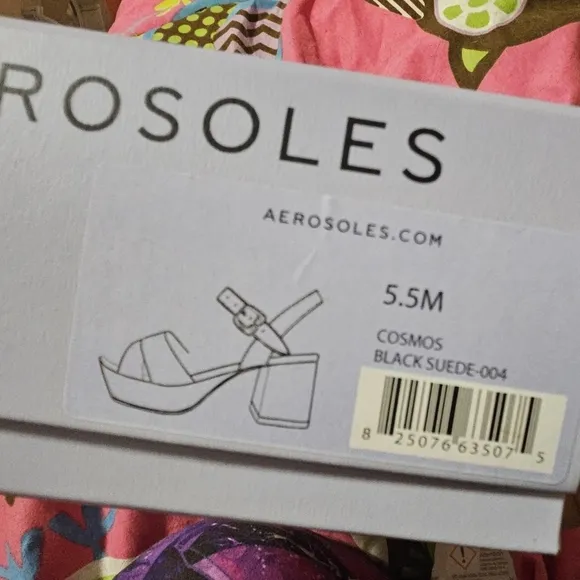 ROSOLES
AEROSOLES.COM
5.5M
COSMOS
BLACK SUEDE-004
8 25076 63507 5